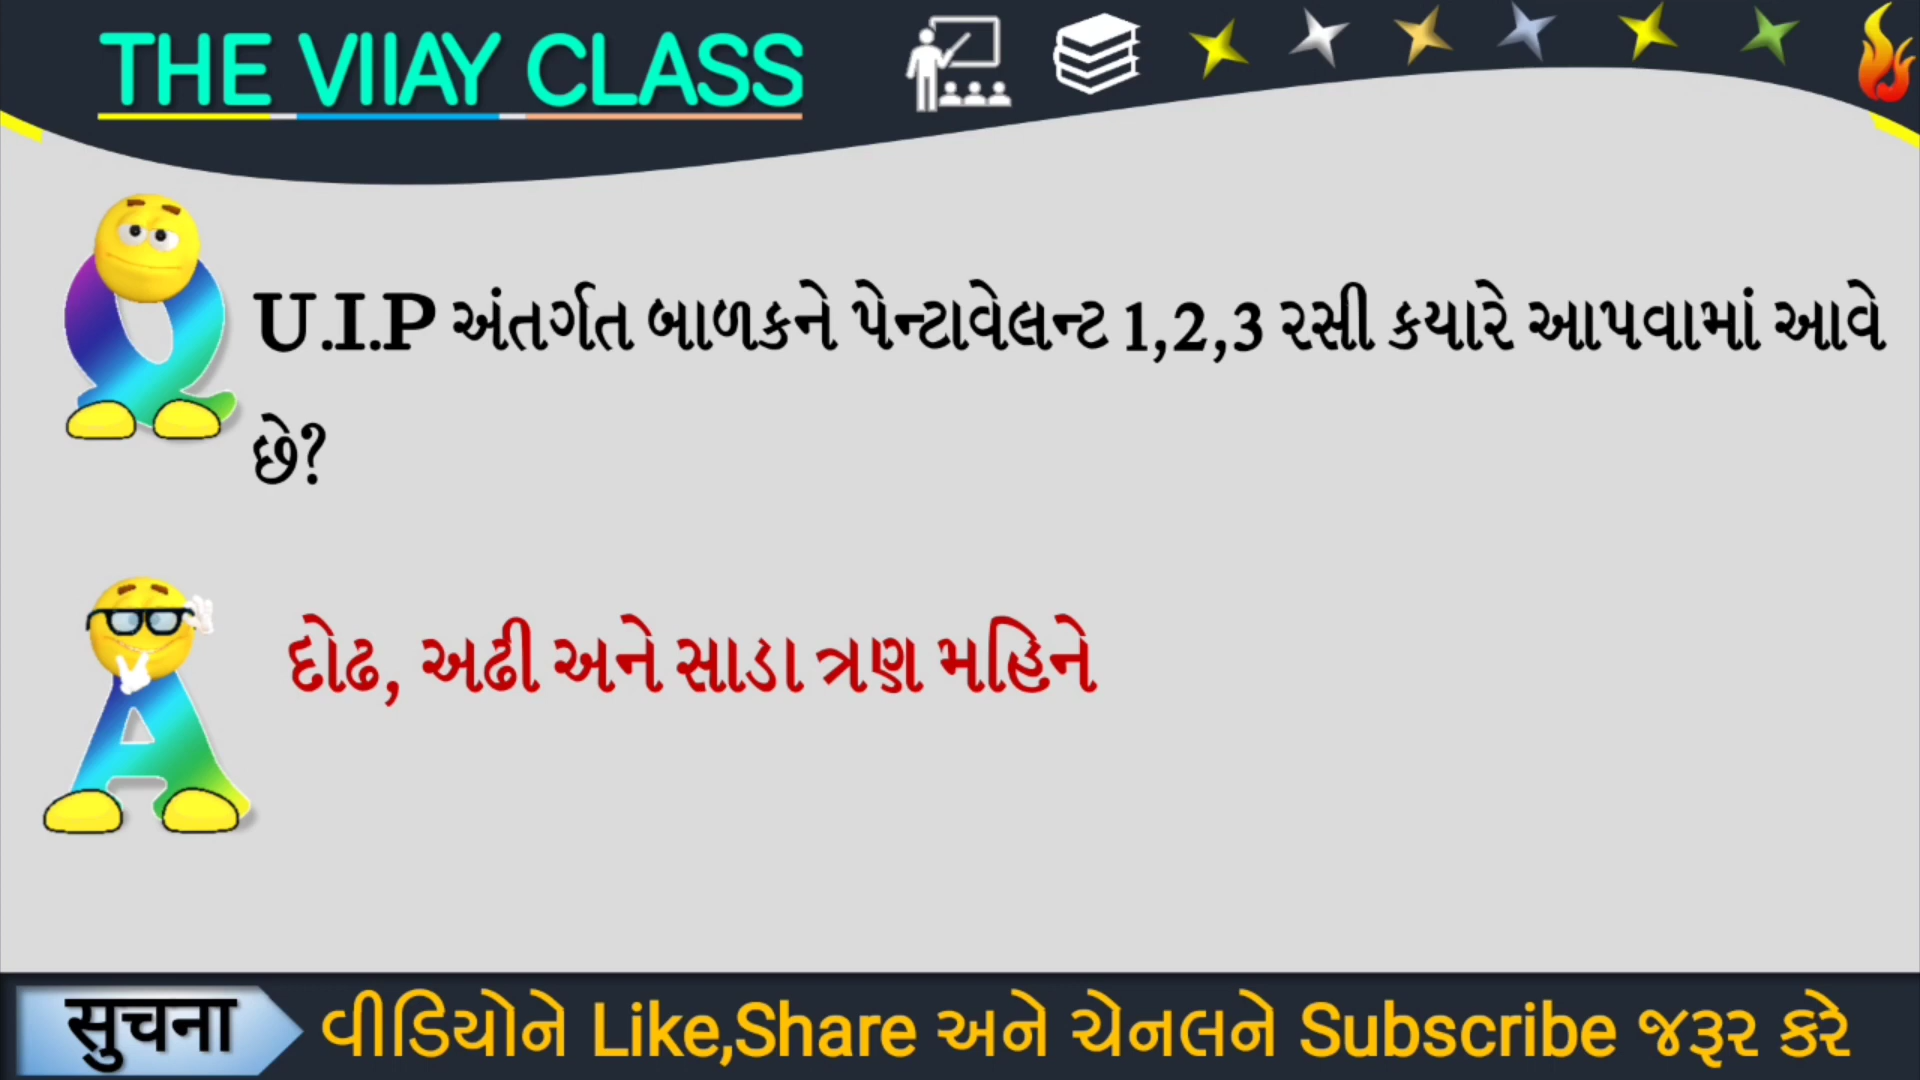 THE VIIAY CLASS
U.I.P અંતર્ગત બાળકને પેન્ટાવેલન્ટ 1,2,3 રસી કયારે આપવામાં આવે
છે?
દોઢ, અઢી અને સાડા ત્રણ મહિને
सुचना
વીડિયોને Like,Share અને ચેનલને Subscribe જરૂર કરે